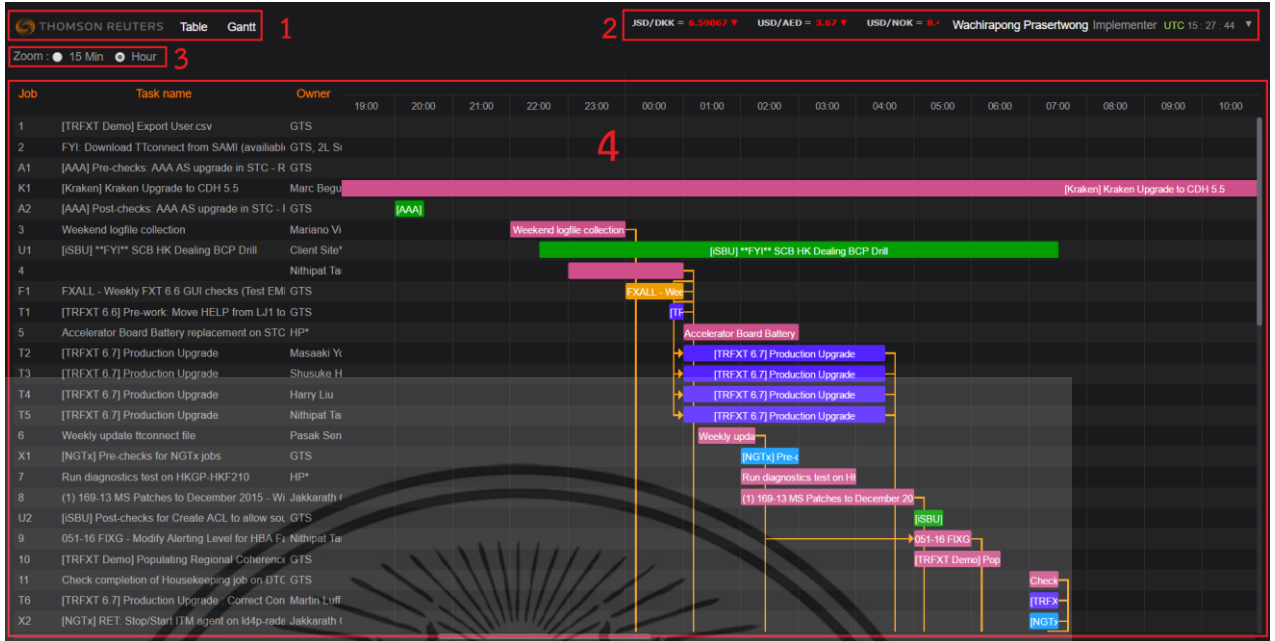 THOMSON REUTERS Table Gantt 1 2 JSD/DKK = 6.59067 ▼ USD/AED = 3.67 ▼ USD/NOK = 8. Wachirapong Prasertwong Implementer UTC 15 : 27 : 44 ▼
Zoom : 15 Min Hour 3
Job Task name Owner
19:00 20:00 21:00 22:00 23:00 00:00 01:00 02:00 03:00 04:00 05:00 06:00 07:00 08:00 09:00 10:00
1 [TRFXT Demo] Export User.csv GTS
2 FYI: Download TTconnect from SAMI (availiabl GTS, 2L S
4
A1 [AAA] Pre-checks: AAA AS upgrade in STC - R GTS
K1 [Kraken] Kraken Upgrade to CDH 5.5 Marc Begu [Kraken] Kraken Upgrade to CDH 5.5
A2 [AAA] Post-checks: AAA AS upgrade in STC - GTS [AAA]
3 Weekend logfile collection Mariano Vi Weekend logfile collection
U1 [iSBU] **FYI** SCB HK Dealing BCP Drill Client Site* [iSBU] **FYI** SCB HK Dealing BCP Drill
4 Nithipat Ta
F1 FXALL - Weekly FXT 6.6 GUI checks (Test EM GTS FXALL - Wee
T1 [TRFXT 6.6] Pre-work: Move HELP from LJ1 to GTS [TF
5 Accelerator Board Battery replacement on STC HP* Accelerator Board Battery
T2 [TRFXT 6.7] Production Upgrade Masaaki Y [TRFXT 6.7] Production Upgrade
T3 [TRFXT 6.7] Production Upgrade Shusuke H [TRFXT 6.7] Production Upgrade
T4 [TRFXT 6.7] Production Upgrade Harry Liu [TRFXT 6.7] Production Upgrade
T5 [TRFXT 6.7] Production Upgrade Nithipat Ta [TRFXT 6.7] Production Upgrade
6 Weekly update ttconnect file Pasak Sen Weekly upda
X1 [NGTx] Pre-checks for NGTx jobs GTS [NGTx] Pre-c
7 Run diagnostics test on HKGP-HKF210 HP* Run diagnostics test on H
8 (1) 169-13 MS Patches to December 2015 - Wi Jakkarath (1) 169-13 MS Patches to December 20
U2 [iSBU] Post-checks for Create ACL to allow sou GTS [iSBU]
9 051-16 FIXG - Modify Alerting Level for HBA Fa Nithipat Ta 051-16 FIXG
10 [TRFXT Demo] Populating Regional Coherence GTS [TRFXT Demo] Pop
11 Check completion of Housekeeping job on DTC GTS Check
T6 [TRFXT 6.7] Production Upgrade : Correct Con Martin Luff [TRFX
X2 [NGTx] RET: Stop/Start ITM agent on ld4p-rada Jakkarath [NGTx